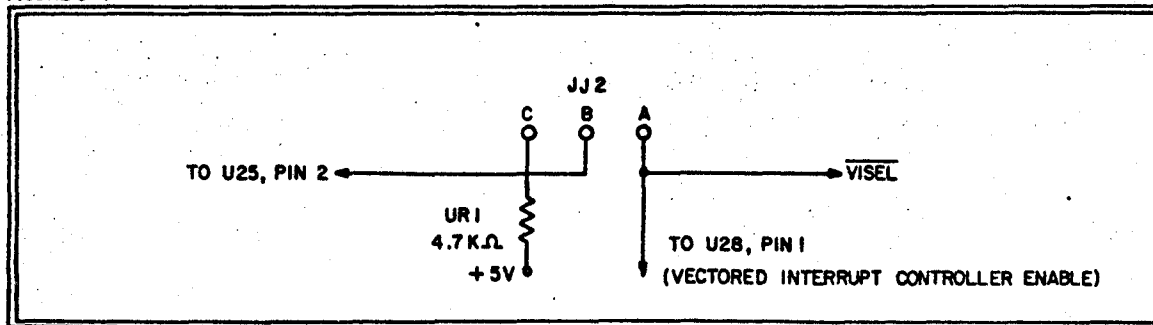 JJ2
C B A
TO U25, PIN 2
VISEL
UR1
4.7KΩ
+5V
TO U28, PIN 1
(VECTORED INTERRUPT CONTROLLER ENABLE)